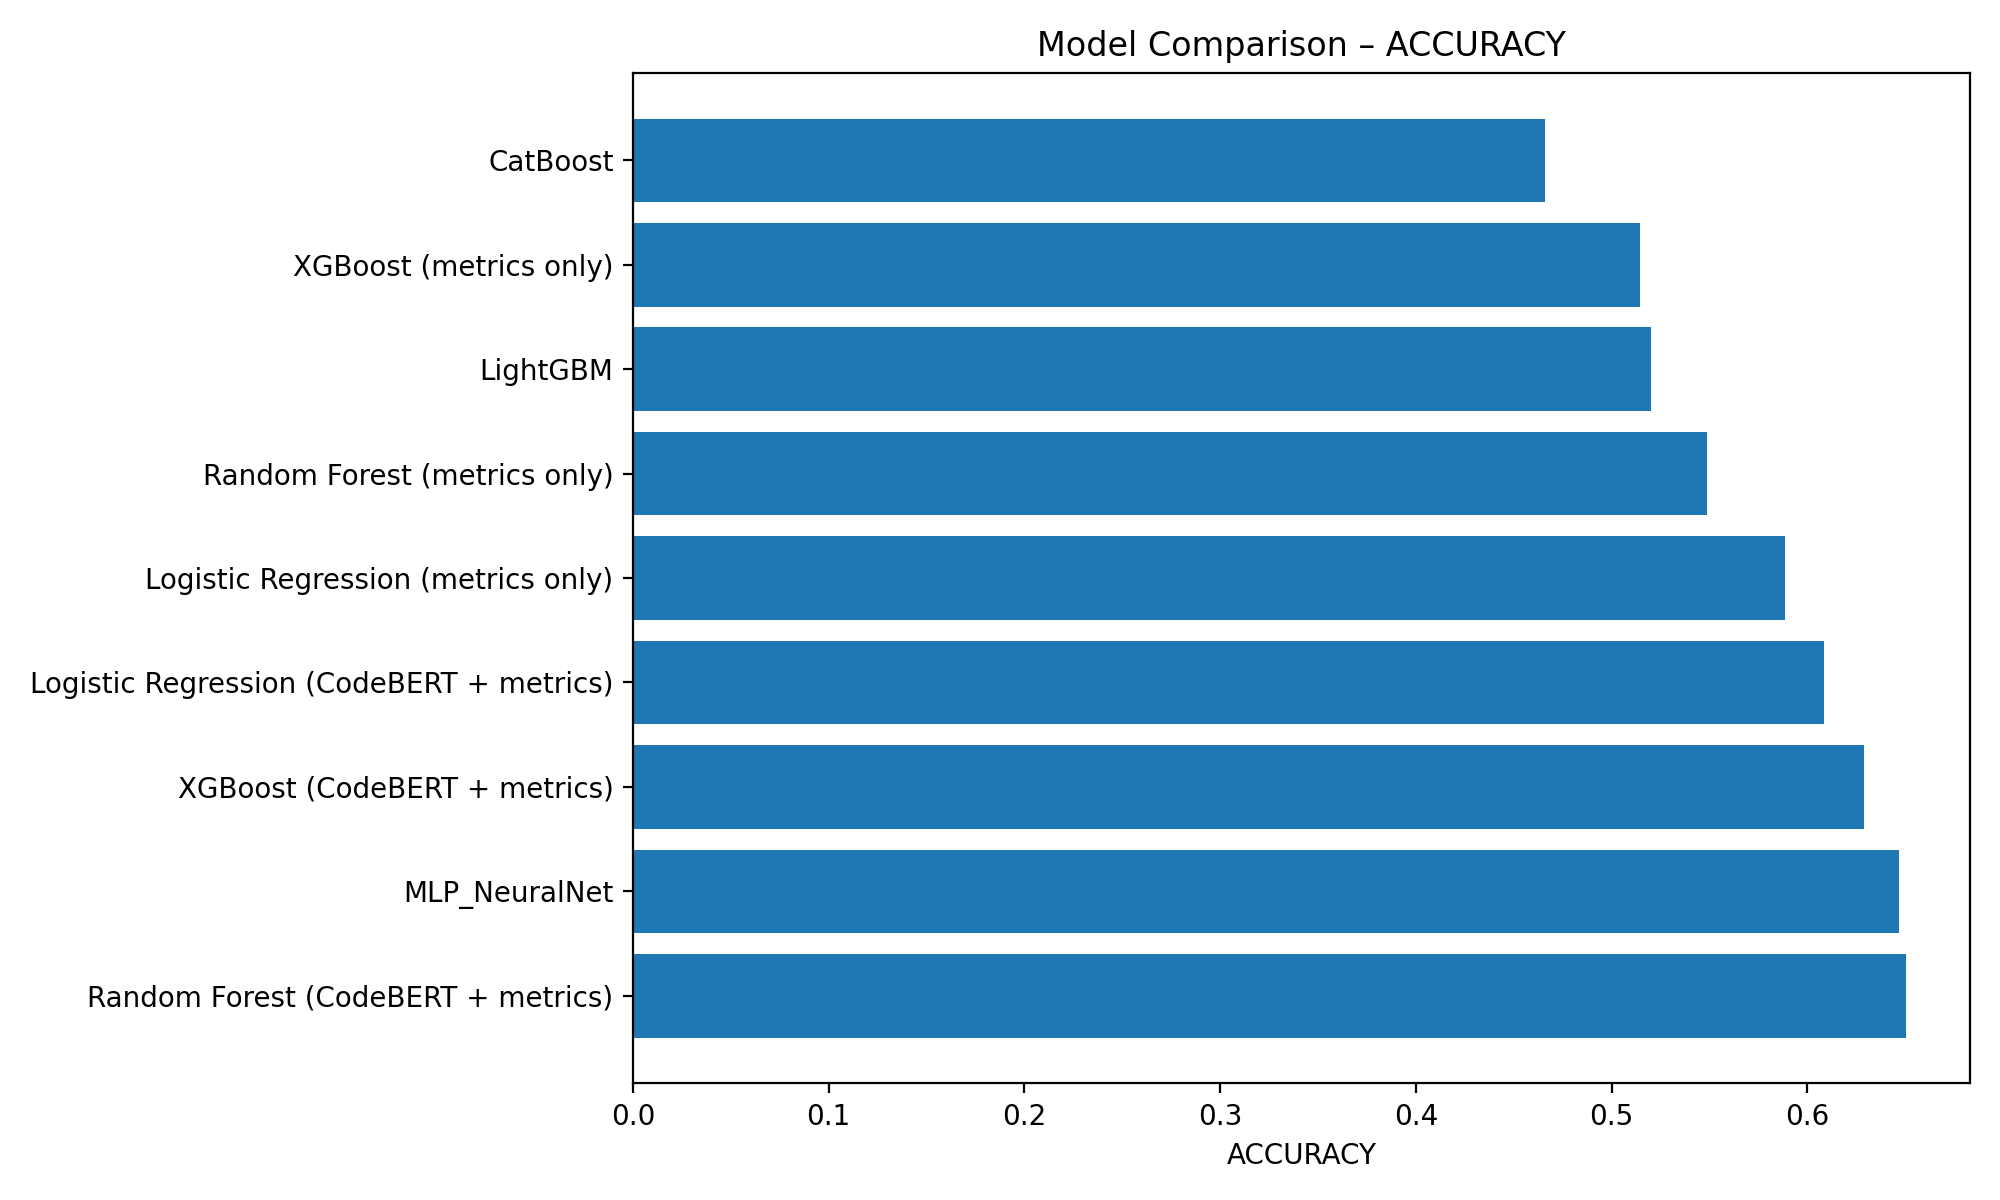 Model Comparison – ACCURACY
CatBoost
XGBoost (metrics only)
LightGBM
Random Forest (metrics only)
Logistic Regression (metrics only)
Logistic Regression (CodeBERT + metrics)
XGBoost (CodeBERT + metrics)
MLP_NeuralNet
Random Forest (CodeBERT + metrics)
0.0 0.1 0.2 0.3 0.4 0.5 0.6
ACCURACY